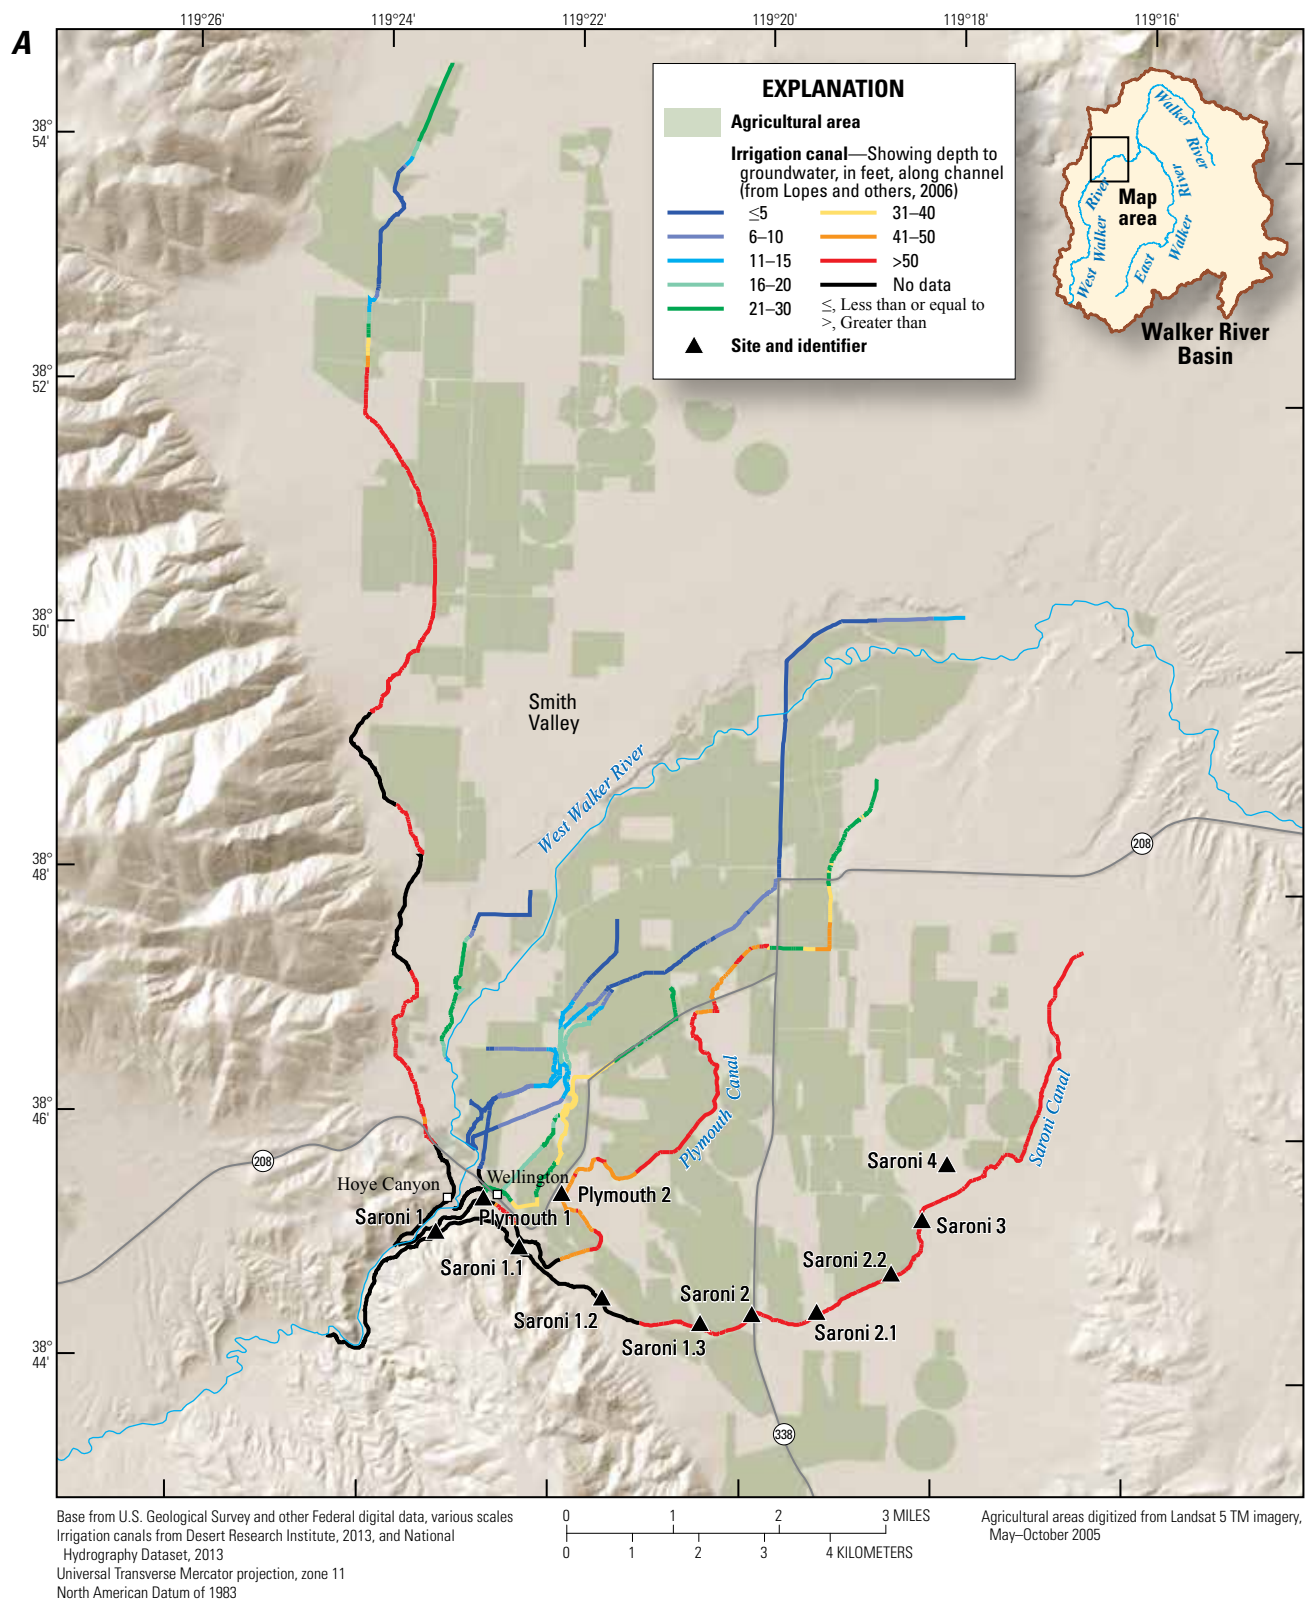 A
119°26'
119°24'
119°22'
119°20'
119°18'
119°16'
38°
54'
38°
52'
38°
50'
38°
48'
38°
46'
38°
44'
EXPLANATION
Agricultural area
Irrigation canal—Showing depth to
groundwater, in feet, along channel
(from Lopes and others, 2006)
≤5
6–10
11–15
16–20
21–30
31–40
41–50
>50
No data
≤, Less than or equal to
>, Greater than
Site and identifier
Walker River
River
Map
area
River
West Walker
East
Walker
Walker River
Basin
Smith
Valley
West Walker River
208
Plymouth Canal
Saroni Canal
208
Hoye Canyon
Wellington
Saroni 4
Plymouth 2
Saroni 1
Plymouth 1
Saroni 3
Saroni 1.1
Saroni 2.2
Saroni 2
Saroni 1.2
Saroni 2.1
Saroni 1.3
338
Base from U.S. Geological Survey and other Federal digital data, various scales
Irrigation canals from Desert Research Institute, 2013, and National
Hydrography Dataset, 2013
Universal Transverse Mercator projection, zone 11
North American Datum of 1983
0 1 2 3 MILES
0 1 2 3 4 KILOMETERS
Agricultural areas digitized from Landsat 5 TM imagery,
May–October 2005